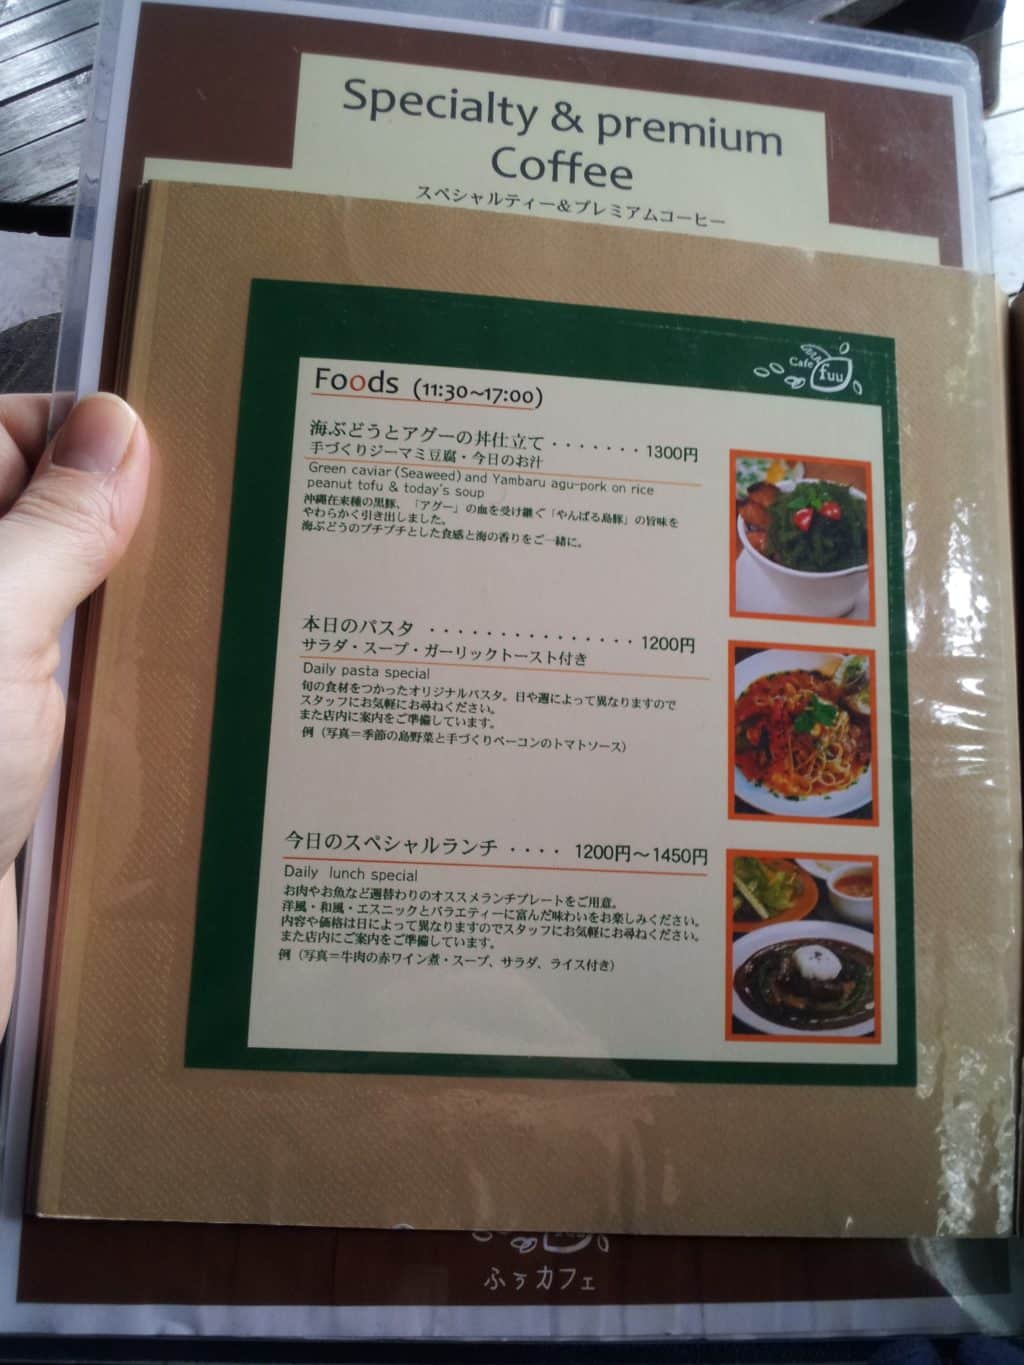 Specialty & premium
Coffee
スペシャルティー&プレミアムコーヒー
Cafe
fuu
Foods (11:30~17:00)
海ぶどうとアグーの丼仕立て・・・・・・・1300円
手づくりジーマミ豆腐・今日のお汁
Green caviar(Seaweed) and Yambaru agu-pork on rice
peanut tofu & today's soup
沖縄在来種の黒豚、「アグー」の血を受け継ぐ「やんばる島豚」の旨味を
やわらかく引き出しました。
海ぶどうのプチプチとした食感と海の香りをご一緒に。
本日のパスタ ・・・・・・・・・・・・・・・1200円
サラダ・スープ・ガーリックトースト付き
Daily pasta special
旬の食材をつかったオリジナルパスタ。日や週によって異なりますので
スタッフにお気軽にお尋ねください。
また店内に案内をご準備しています。
例（写真＝季節の島野菜と手づくりベーコンのトマトソース）
今日のスペシャルランチ ・・・・ 1200円～1450円
Daily lunch special
お肉やお魚など週替わりのオススメランチプレートをご用意。
洋風・和風・エスニックとバラエティーに富んだ味わいをお楽しみください。
内容や価格は日によって異なりますのでスタッフにお気軽にお尋ねください。
また店内にご案内をご準備しています。
例（写真＝牛肉の赤ワイン煮・スープ、サラダ、ライス付き）
ふぅカフェ